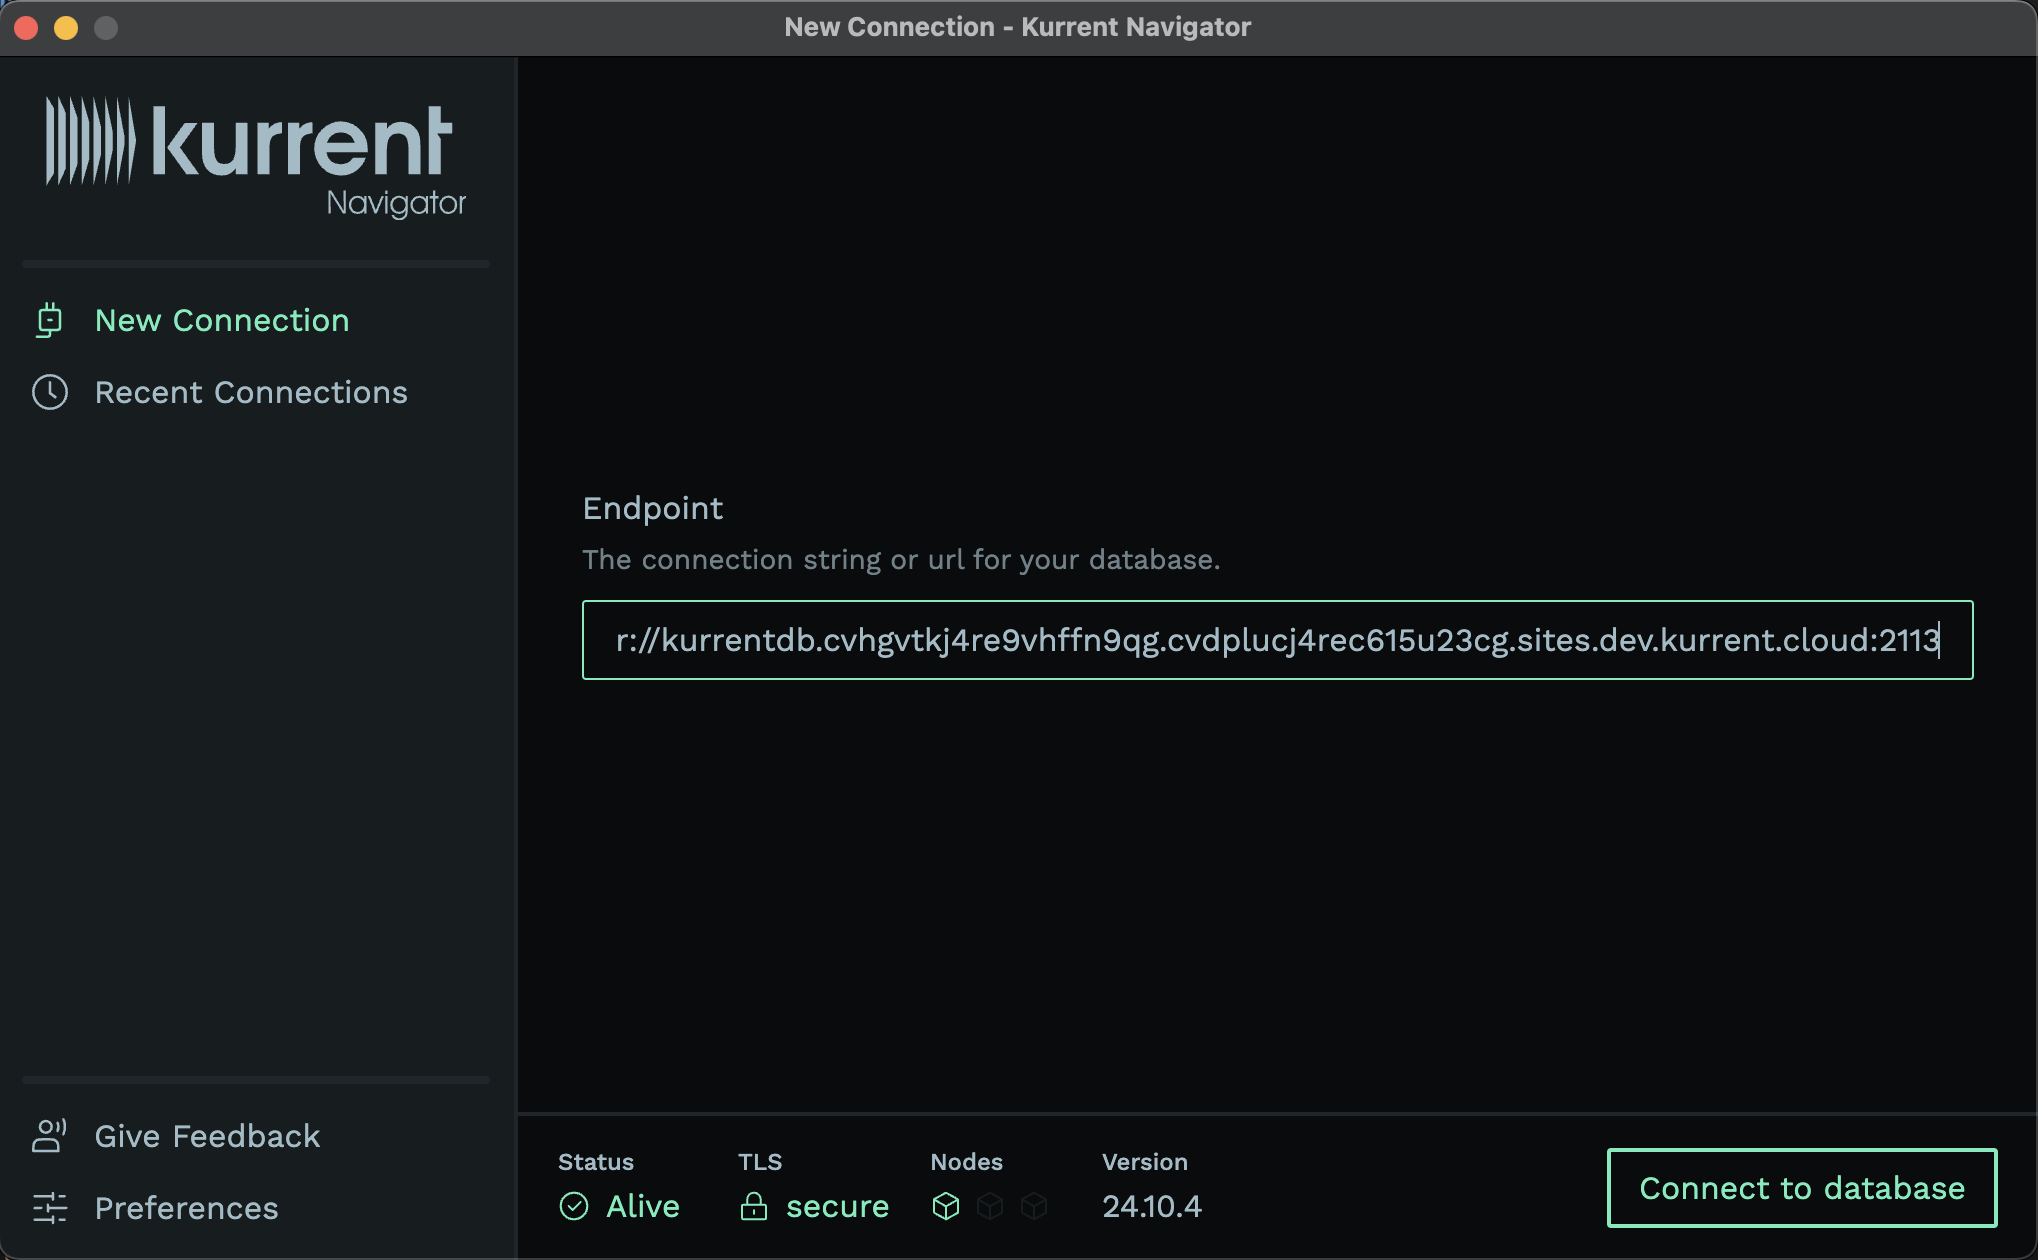 New Connection - Kurrent Navigator
kurrent
Navigator
New Connection
Recent Connections
Endpoint
The connection string or url for your database.
r://kurrentdb.cvhgvtkj4re9vhffn9qg.cvdplucj4rec615u23cg.sites.dev.kurrent.cloud:2113
Give Feedback
Preferences
Status
Alive
TLS
secure
Nodes
Version
24.10.4
Connect to database